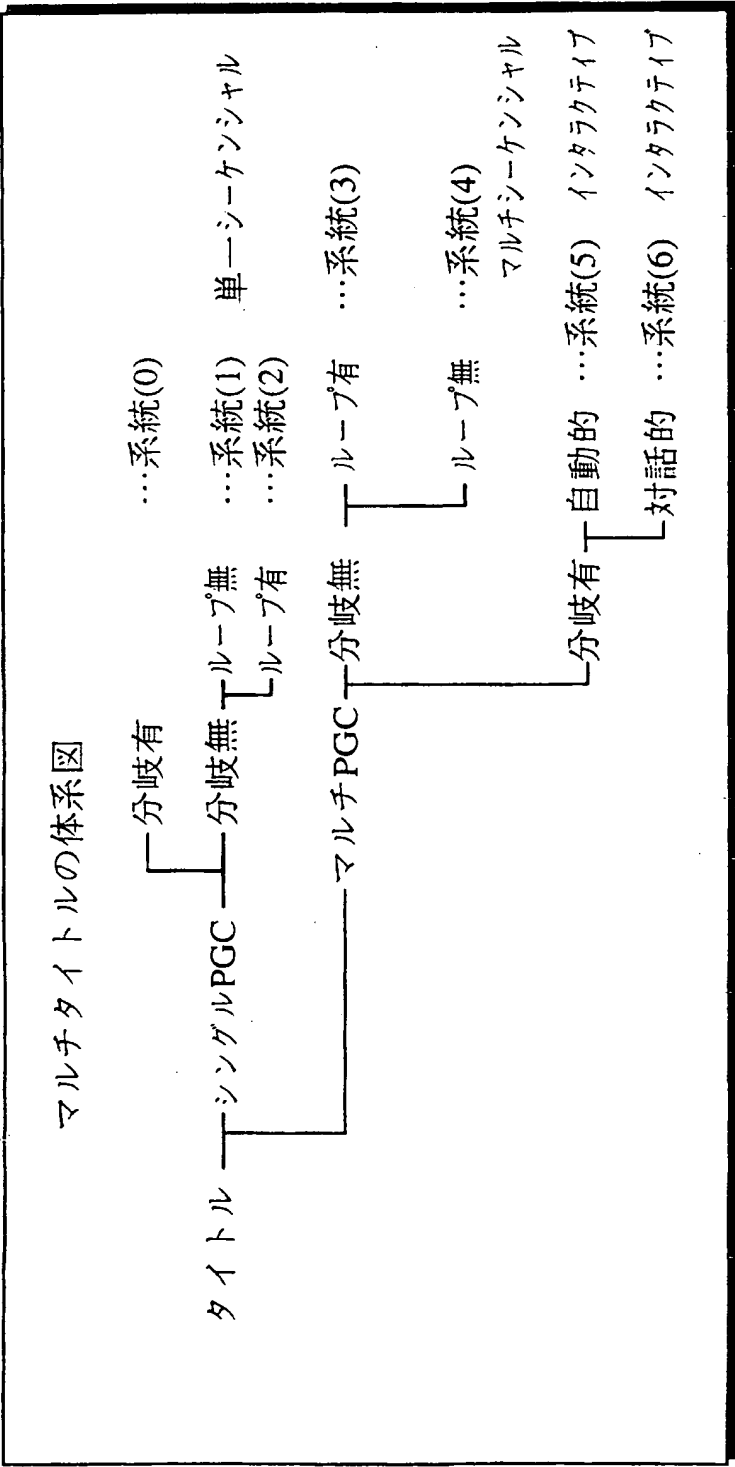 マルチタイトルの体系図
分岐有 …系統(0)
タイトル シングルPGC 分岐無 ループ無 …系統(1) 単一シーケンシャル
ループ有 …系統(2)
マルチPGC 分岐無 ループ有 …系統(3)
ループ無 …系統(4)
マルチシーケンシャル
分岐有 自動的 …系統(5) インタラクティブ
対話的 …系統(6) インタラクティブ